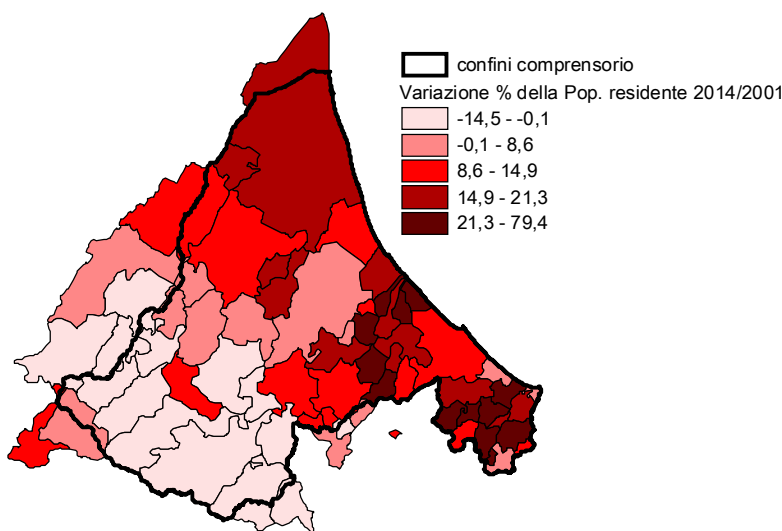 confini comprensorio
Variazione % della Pop. residente 2014/2001
-14,5 - -0,1
-0,1 - 8,6
8,6 - 14,9
14,9 - 21,3
21,3 - 79,4